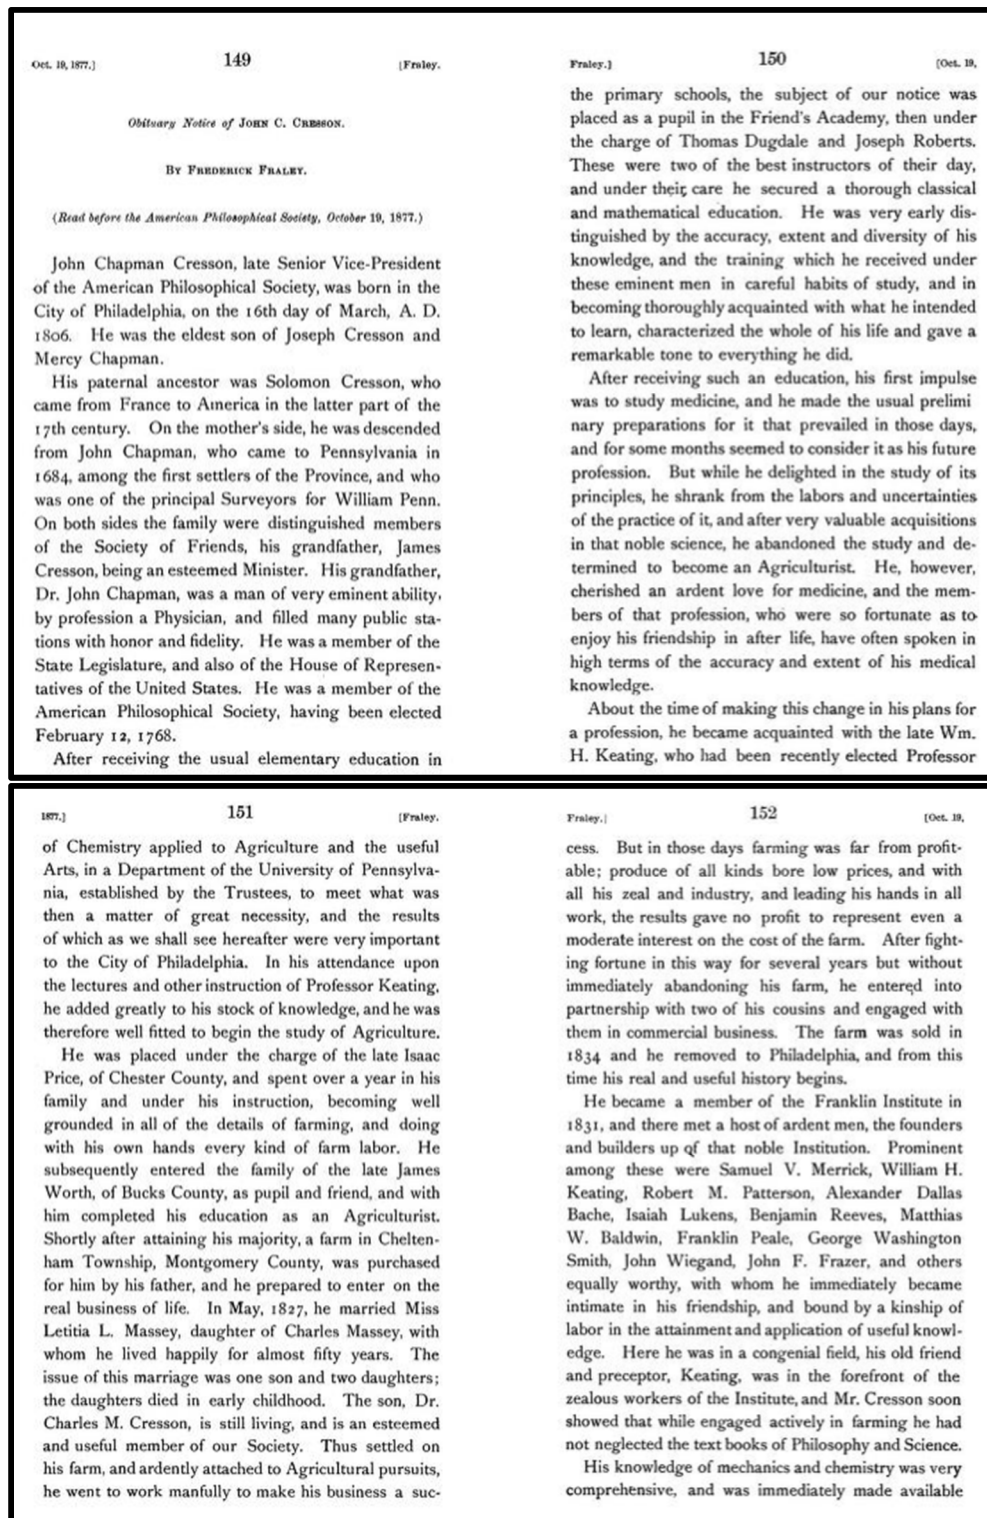 Oct. 19, 1877.] 149 [Fraley.
Obituary Notice of JOHN C. CRESSON.
BY FREDERICK FRALEY.
(Read before the American Philosophical Society, October 19, 1877.)
John Chapman Cresson, late Senior Vice-President
of the American Philosophical Society, was born in the
City of Philadelphia, on the 16th day of March, A. D.
1806. He was the eldest son of Joseph Cresson and
Mercy Chapman.
His paternal ancestor was Solomon Cresson, who
came from France to America in the latter part of the
17th century. On the mother's side, he was descended
from John Chapman, who came to Pennsylvania in
1684, among the first settlers of the Province, and who
was one of the principal Surveyors for William Penn.
On both sides the family were distinguished members
of the Society of Friends, his grandfather, James
Cresson, being an esteemed Minister. His grandfather,
Dr. John Chapman, was a man of very eminent ability,
by profession a Physician, and filled many public sta-
tions with honor and fidelity. He was a member of the
State Legislature, and also of the House of Represen-
tatives of the United States. He was a member of the
American Philosophical Society, having been elected
February 12, 1768.
After receiving the usual elementary education in
Fraley.] 150 [Oct. 19,
the primary schools, the subject of our notice was
placed as a pupil in the Friend's Academy, then under
the charge of Thomas Dugdale and Joseph Roberts.
These were two of the best instructors of their day,
and under their care he secured a thorough classical
and mathematical education. He was very early dis-
tinguished by the accuracy, extent and diversity of his
knowledge, and the training which he received under
these eminent men in careful habits of study, and in
becoming thoroughly acquainted with what he intended
to learn, characterized the whole of his life and gave a
remarkable tone to everything he did.
After receiving such an education, his first impulse
was to study medicine, and he made the usual prelimi
nary preparations for it that prevailed in those days,
and for some months seemed to consider it as his future
profession. But while he delighted in the study of its
principles, he shrank from the labors and uncertainties
of the practice of it, and after very valuable acquisitions
in that noble science, he abandoned the study and de-
termined to become an Agriculturist. He, however,
cherished an ardent love for medicine, and the mem-
bers of that profession, who were so fortunate as to
enjoy his friendship in after life, have often spoken in
high terms of the accuracy and extent of his medical
knowledge.
About the time of making this change in his plans for
a profession, he became acquainted with the late Wm.
H. Keating, who had been recently elected Professor
1877.] 151 [Fraley.
of Chemistry applied to Agriculture and the useful
Arts, in a Department of the University of Pennsylva-
nia, established by the Trustees, to meet what was
then a matter of great necessity, and the results
of which as we shall see hereafter were very important
to the City of Philadelphia. In his attendance upon
the lectures and other instruction of Professor Keating,
he added greatly to his stock of knowledge, and he was
therefore well fitted to begin the study of Agriculture.
He was placed under the charge of the late Isaac
Price, of Chester County, and spent over a year in his
family and under his instruction, becoming well
grounded in all of the details of farming, and doing
with his own hands every kind of farm labor. He
subsequently entered the family of the late James
Worth, of Bucks County, as pupil and friend, and with
him completed his education as an Agriculturist.
Shortly after attaining his majority, a farm in Chelten-
ham Township, Montgomery County, was purchased
for him by his father, and he prepared to enter on the
real business of life. In May, 1827, he married Miss
Letitia L. Massey, daughter of Charles Massey, with
whom he lived happily for almost fifty years. The
issue of this marriage was one son and two daughters;
the daughters died in early childhood. The son, Dr.
Charles M. Cresson, is still living, and is an esteemed
and useful member of our Society. Thus settled on
his farm, and ardently attached to Agricultural pursuits,
he went to work manfully to make his business a suc-
Fraley.] 152 [Oct. 19,
cess. But in those days farming was far from profit-
able; produce of all kinds bore low prices, and with
all his zeal and industry, and leading his hands in all
work, the results gave no profit to represent even a
moderate interest on the cost of the farm. After fight-
ing fortune in this way for several years but without
immediately abandoning his farm, he entered into
partnership with two of his cousins and engaged with
them in commercial business. The farm was sold in
1834 and he removed to Philadelphia, and from this
time his real and useful history begins.
He became a member of the Franklin Institute in
1831, and there met a host of ardent men, the founders
and builders up of that noble Institution. Prominent
among these were Samuel V. Merrick, William H.
Keating, Robert M. Patterson, Alexander Dallas
Bache, Isaiah Lukens, Benjamin Reeves, Matthias
W. Baldwin, Franklin Peale, George Washington
Smith, John Wiegand, John F. Frazer, and others
equally worthy, with whom he immediately became
intimate in his friendship, and bound by a kinship of
labor in the attainment and application of useful knowl-
edge. Here he was in a congenial field, his old friend
and preceptor, Keating, was in the forefront of the
zealous workers of the Institute, and Mr. Cresson soon
showed that while engaged actively in farming he had
not neglected the text books of Philosophy and Science.
His knowledge of mechanics and chemistry was very
comprehensive, and was immediately made available